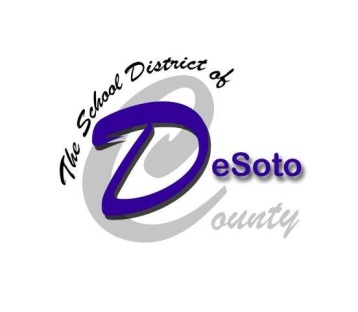 The School District of
DeSoto
County